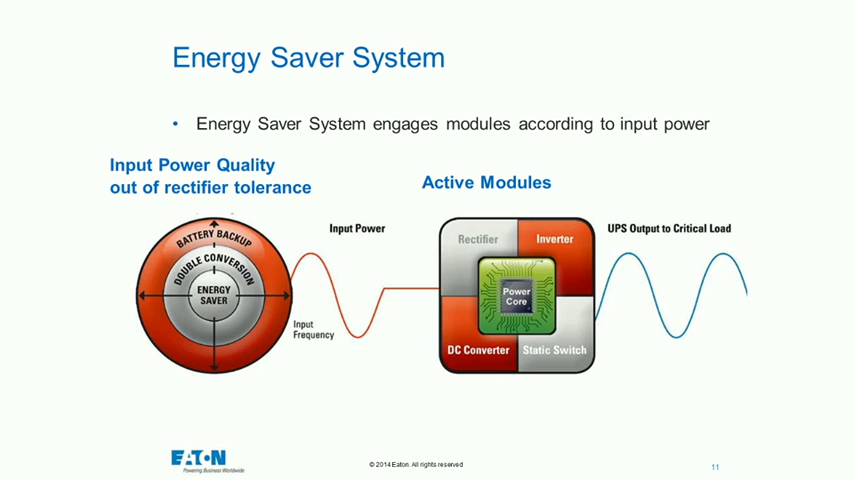 Energy Saver System
• Energy Saver System engages modules according to input power
Input Power Quality
out of rectifier tolerance
Active Modules
BATTERY BACKUP
DOUBLE CONVERSION
ENERGY
SAVER
Input Power
Input
Frequency
Rectifier
Inverter
Power
Core
DC Converter
Static Switch
UPS Output to Critical Load
EATON
Powering Business Worldwide
© 2014 Eaton. All rights reserved
11